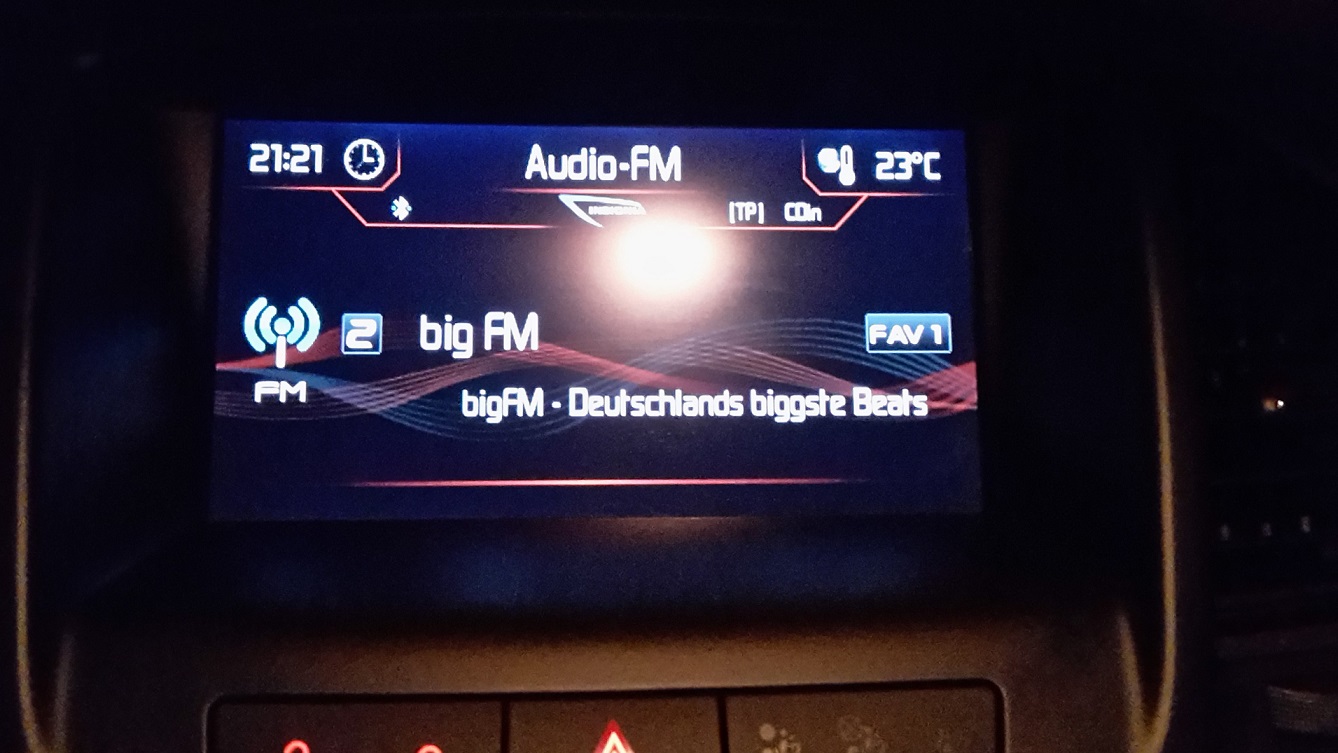 21:21 Audio-FM 23°C
[TP] CDin
2 big FM FAV 1
FM
bigFM - Deutschlands biggste Beats